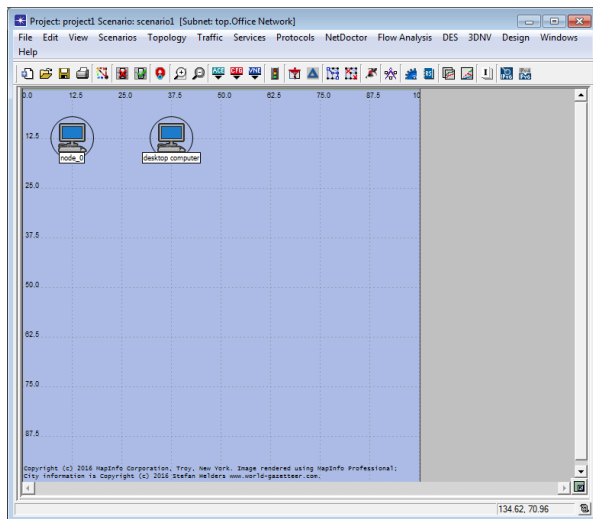 Project: project1 Scenario: scenario1 [Subnet: top.Office Network]
File Edit View Scenarios Topology Traffic Services Protocols NetDoctor Flow Analysis DES 3DNV Design Windows
Help
0.0 12.5 25.0 37.5 50.0 62.5 75.0 87.5 10
12.5
node_0 desktop computer
25.0
37.5
50.0
62.5
75.0
87.5
Copyright (c) 2016 MapInfo Corporation, Troy, New York. Image rendered using MapInfo Professional;
City information is Copyright (c) 2016 Stefan Helders www.world-gazetteer.com.
134.62, 70.96